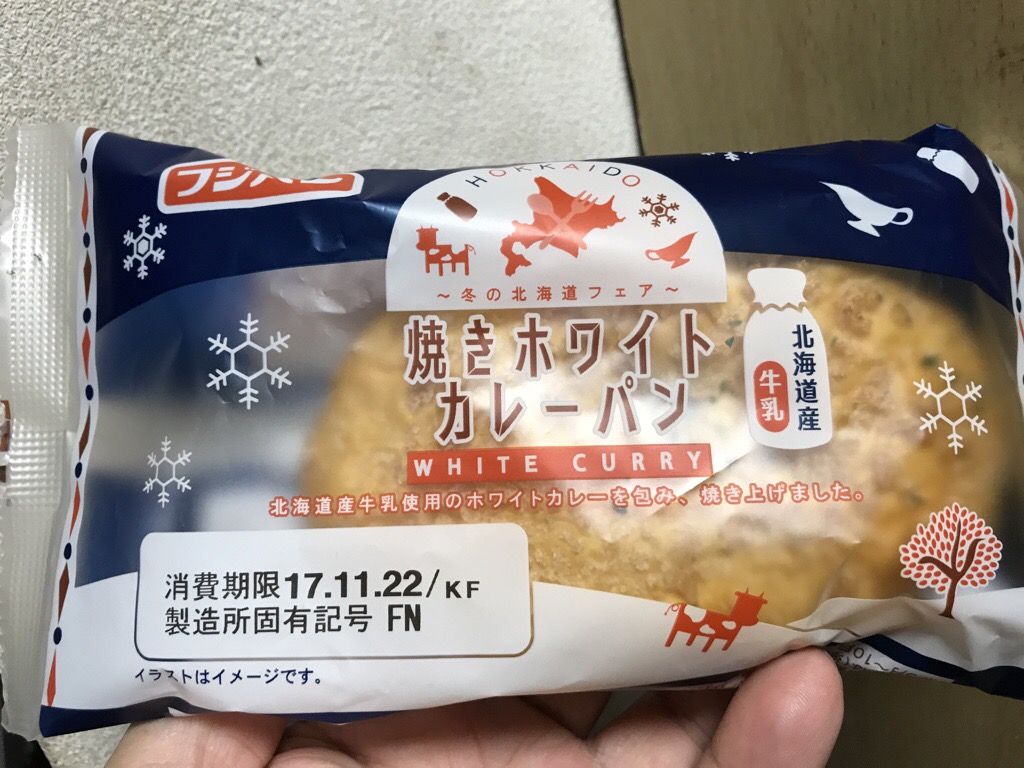 フジパン
HOKKAIDO
～冬の北海道フェア～
焼きホワイト
カレーパン
WHITE CURRY
北海道産
牛乳
北海道産牛乳使用のホワイトカレーを包み、焼き上げました。
消費期限17.11.22/KF
製造所固有記号 FN
イラストはイメージです。